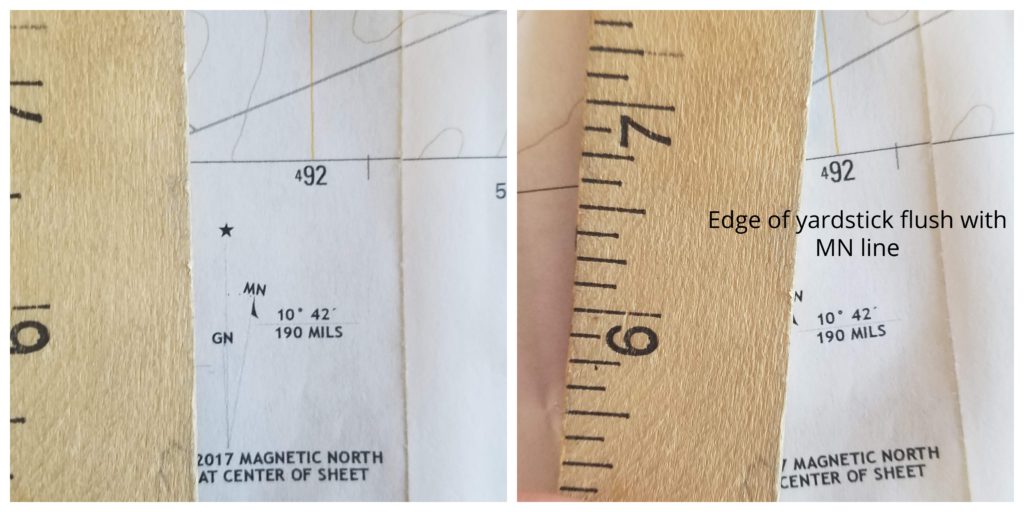 7
492
5
MN
10° 42´
190 MILS
GN
6
2017 MAGNETIC NORTH
AT CENTER OF SHEET
7
492
Edge of yardstick flush with
MN line
N
10° 42´
190 MILS
6
MAGNETIC NORTH
CENTER OF SHEET